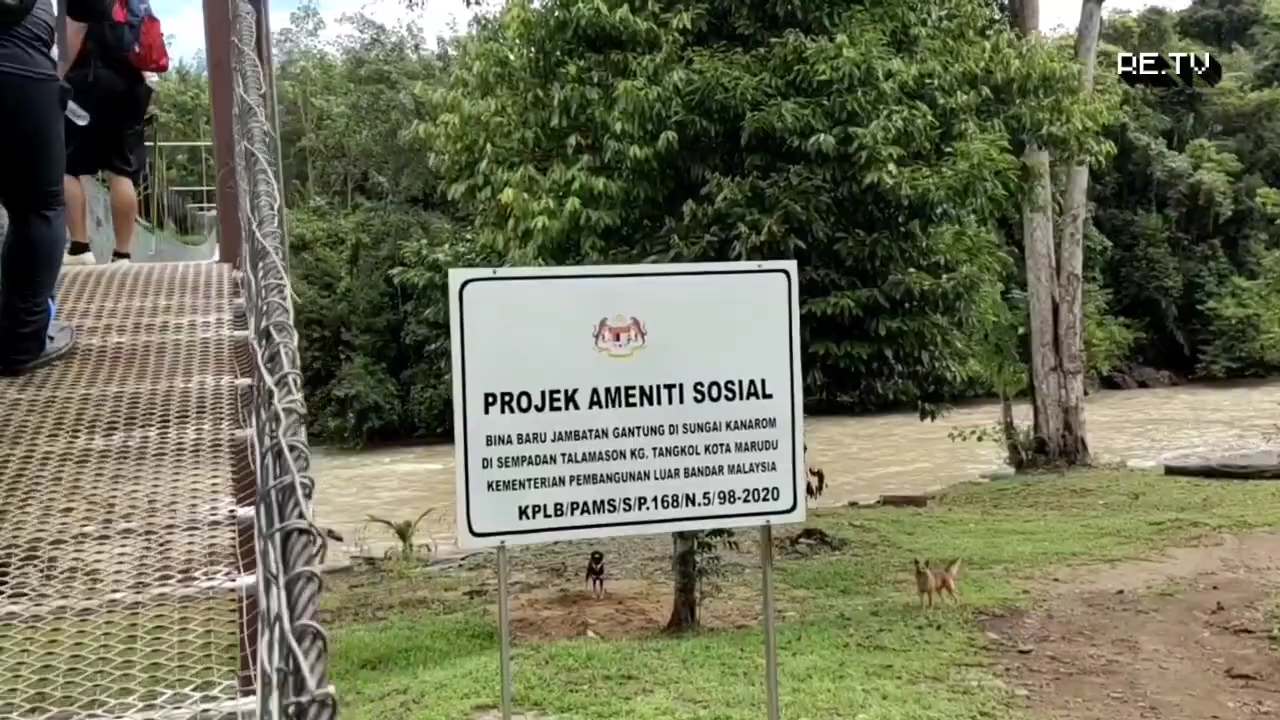 RE.TV
PROJEK AMENITI SOSIAL
BINA BARU JAMBATAN GANTUNG DI SUNGAI KANAROM
DI SEMPADAN TALAMASON KG. TANGKOL KOTA MARUDU
KEMENTERIAN PEMBANGUNAN LUAR BANDAR MALAYSIA
KPLB/PAMS/S/P.168/N.5/98-2020